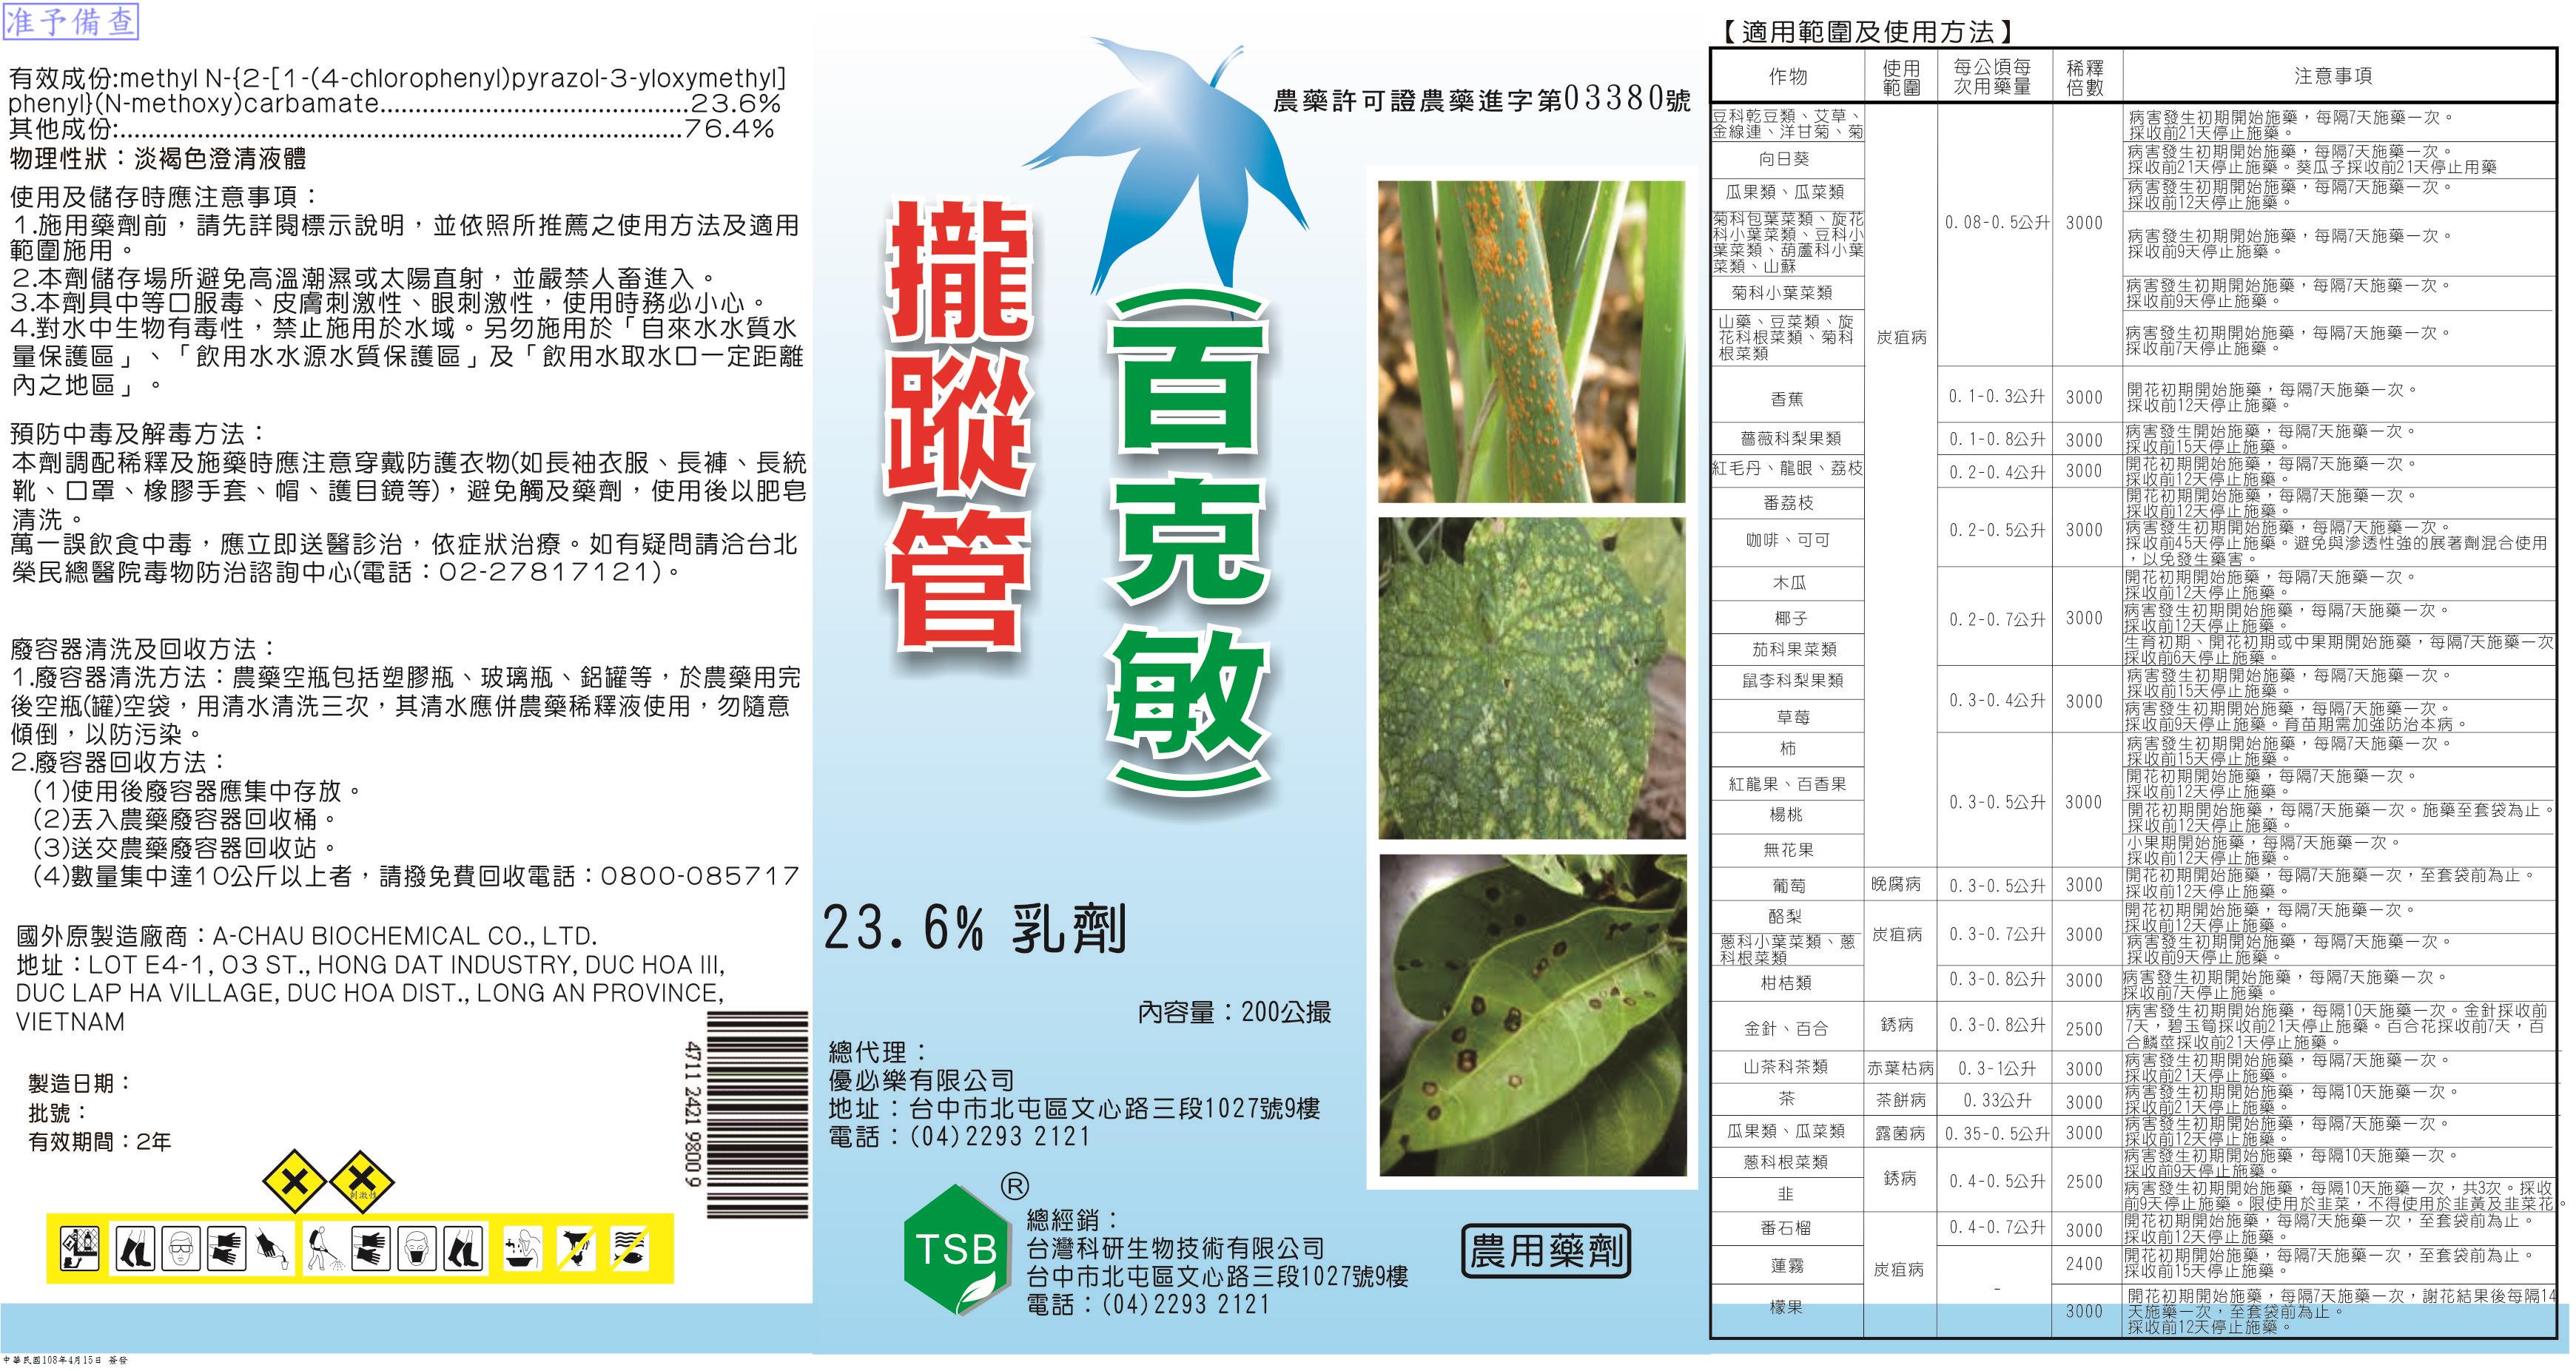 准予備查
有效成份:methyl N-{2-[1-(4-chlorophenyl)pyrazol-3-yloxymethyl]
phenyl}(N-methoxy)carbamate............................................23.6%
其他成份:................................................................................76.4%
物理性狀：淡褐色澄清液體
使用及儲存時應注意事項：
1.施用藥劑前，請先詳閱標示說明，並依照所推薦之使用方法及適用
範圍施用。
2.本劑儲存場所避免高溫潮濕或太陽直射，並嚴禁人畜進入。
3.本劑具中等口服毒、皮膚刺激性、眼刺激性，使用時務必小心。
4.對水中生物有毒性，禁止施用於水域。另勿施用於「自來水水質水
量保護區」、「飲用水水源水質保護區」及「飲用水取水口一定距離
內之地區」。
預防中毒及解毒方法：
本劑調配稀釋及施藥時應注意穿戴防護衣物(如長袖衣服、長褲、長統
靴、口罩、橡膠手套、帽、護目鏡等)，避免觸及藥劑，使用後以肥皂
清洗。
萬一誤飲食中毒，應立即送醫診治，依症狀治療。如有疑問請洽台北
榮民總醫院毒物防治諮詢中心(電話：02-27817121)。
廢容器清洗及回收方法：
1.廢容器清洗方法：農藥空瓶包括塑膠瓶、玻璃瓶、鋁罐等，於農藥用完
後空瓶(罐)空袋，用清水清洗三次，其清水應併農藥稀釋液使用，勿隨意
傾倒，以防污染。
2.廢容器回收方法：
(1)使用後廢容器應集中存放。
(2)丟入農藥廢容器回收桶。
(3)送交農藥廢容器回收站。
(4)數量集中達10公斤以上者，請撥免費回收電話：0800-085717
國外原製造廠商：A-CHAU BIOCHEMICAL CO., LTD.
地址：LOT E4-1, 03 ST., HONG DAT INDUSTRY, DUC HOA III,
DUC LAP HA VILLAGE, DUC HOA DIST., LONG AN PROVINCE,
VIETNAM
製造日期：
批號：
有效期間：2年
刺激性
4711 2421 9800 9
中華民國108年4月15日 簽發
農藥許可證農藥進字第03380號
攏蹤管
(百克敏)
23.6% 乳劑
內容量：200公撮
總代理：
優必樂有限公司
地址：台中市北屯區文心路三段1027號9樓
電話：(04)2293 2121
TSB
®
總經銷：
台灣科研生物技術有限公司
台中市北屯區文心路三段1027號9樓
電話：(04)2293 2121
農用藥劑
【適用範圍及使用方法】
作物 使用範圍 每公頃每次用藥量 稀釋倍數 注意事項
豆科乾豆類、艾草、
金線連、洋甘菊、菊
病害發生初期開始施藥，每隔7天施藥一次。
採收前21天停止施藥。
向日葵
病害發生初期開始施藥，每隔7天施藥一次。
採收前21天停止施藥。葵瓜子採收前21天停止用藥
瓜果類、瓜菜類
病害發生初期開始施藥，每隔7天施藥一次。
採收前12天停止施藥。
菊科包葉菜類、旋花
科小葉菜類、豆科小
葉菜類、葫蘆科小葉
菜類、山蘇
0.08-0.5公升 3000
病害發生初期開始施藥，每隔7天施藥一次。
採收前9天停止施藥。
菊科小葉菜類
病害發生初期開始施藥，每隔7天施藥一次。
採收前9天停止施藥。
山藥、豆菜類、旋
花科根菜類、菊科
根菜類
炭疽病
病害發生初期開始施藥，每隔7天施藥一次。
採收前7天停止施藥。
香蕉 0.1-0.3公升 3000
開花初期開始施藥，每隔7天施藥一次。
採收前12天停止施藥。
薔薇科梨果類 0.1-0.8公升 3000
病害發生開始施藥，每隔7天施藥一次。
採收前15天停止施藥。
紅毛丹、龍眼、荔枝 0.2-0.4公升 3000
開花初期開始施藥，每隔7天施藥一次。
採收前12天停止施藥。
番荔枝
開花初期開始施藥，每隔7天施藥一次。
採收前12天停止施藥。
咖啡、可可 0.2-0.5公升 3000
病害發生初期開始施藥，每隔7天施藥一次。
採收前45天停止施藥。避免與滲透性強的展著劑混合使用
，以免發生藥害。
木瓜
開花初期開始施藥，每隔7天施藥一次。
採收前12天停止施藥。
椰子 0.2-0.7公升 3000
病害發生初期開始施藥，每隔7天施藥一次。
採收前12天停止施藥。
茄科果菜類
生育初期、開花初期或中果期開始施藥，每隔7天施藥一次
採收前6天停止施藥。
鼠李科梨果類 0.3-0.4公升 3000
病害發生初期開始施藥，每隔7天施藥一次。
採收前15天停止施藥。
草莓
病害發生初期開始施藥，每隔7天施藥一次。
採收前9天停止施藥。育苗期需加強防治本病。
柿
病害發生初期開始施藥，每隔7天施藥一次。
採收前15天停止施藥。
紅龍果、百香果 0.3-0.5公升 3000
開花初期開始施藥，每隔7天施藥一次。
採收前12天停止施藥。
楊桃
開花初期開始施藥，每隔7天施藥一次。施藥至套袋為止。
採收前12天停止施藥。
無花果
小果期開始施藥，每隔7天施藥一次。
採收前12天停止施藥。
葡萄 晚腐病 0.3-0.5公升 3000
開花初期開始施藥，每隔7天施藥一次，至套袋前為止。
採收前12天停止施藥。
酪梨 炭疽病 0.3-0.7公升 3000
開花初期開始施藥，每隔7天施藥一次。
採收前12天停止施藥。
蔥科小葉菜類、蔥
科根菜類
病害發生初期開始施藥，每隔7天施藥一次。
採收前9天停止施藥。
柑桔類 0.3-0.8公升 3000
病害發生初期開始施藥，每隔7天施藥一次。
採收前7天停止施藥。
金針、百合 銹病 0.3-0.8公升 2500
病害發生初期開始施藥，每隔10天施藥一次。金針採收前
7天，碧玉筍採收前21天停止施藥。百合花採收前7天，百
合鱗莖採收前21天停止施藥。
山茶科茶類 赤葉枯病 0.3-1公升 3000
病害發生初期開始施藥，每隔7天施藥一次。
採收前21天停止施藥。
茶 茶餅病 0.33公升 3000
病害發生初期開始施藥，每隔10天施藥一次。
採收前21天停止施藥。
瓜果類、瓜菜類 露菌病 0.35-0.5公升 3000
病害發生初期開始施藥，每隔7天施藥一次。
採收前12天停止施藥。
蔥科根菜類 銹病 0.4-0.5公升 2500
病害發生初期開始施藥，每隔10天施藥一次。
採收前9天停止施藥。
韭
病害發生初期開始施藥，每隔10天施藥一次，共3次。採收
前9天停止施藥。限使用於韭菜，不得使用於韭黃及韭菜花。
番石榴 0.4-0.7公升 3000
開花初期開始施藥，每隔7天施藥一次，至套袋前為止。
採收前12天停止施藥。
蓮霧 炭疽病 - 2400
開花初期開始施藥，每隔7天施藥一次，至套袋前為止。
採收前15天停止施藥。
檬果 3000
開花初期開始施藥，每隔7天施藥一次，謝花結果後每隔14
天施藥一次，至套袋前為止。
採收前12天停止施藥。